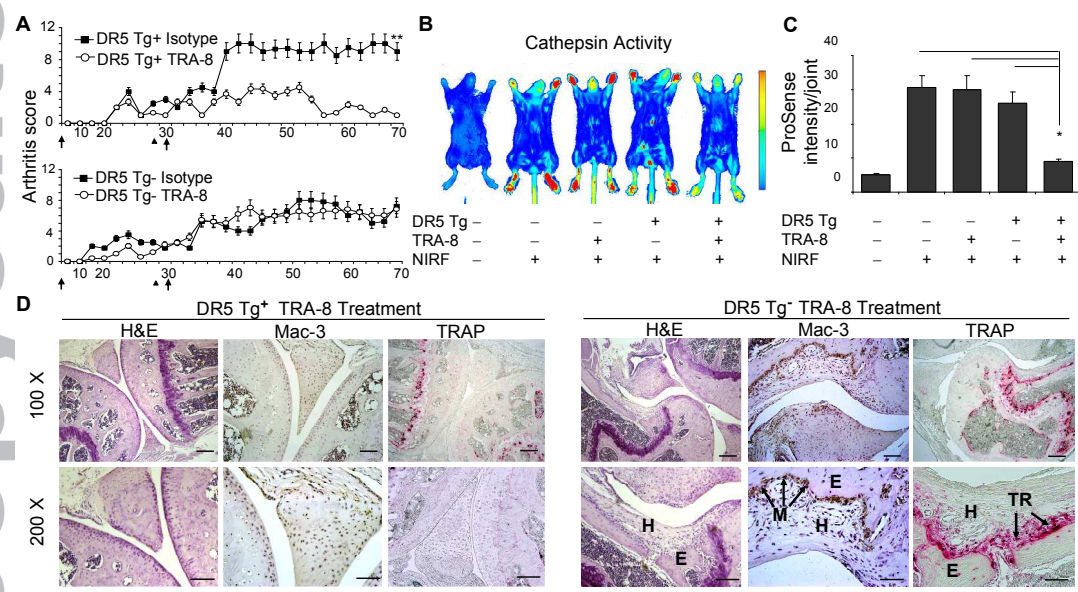 A
12
8
4
0
10
20
30
40
50
60
70
DR5 Tg+ Isotype
DR5 Tg+ TRA-8
**
Arthritis score
12
8
4
0
10
20
30
40
50
60
70
DR5 Tg- Isotype
DR5 Tg- TRA-8
B
Cathepsin Activity
DR5 Tg – – – + +
TRA-8 – – + – +
NIRF – + + + +
C
ProSense
intensity/joint
40
30
20
10
0
*
DR5 Tg – – – + +
TRA-8 – – + – +
NIRF – + + + +
D
DR5 Tg+ TRA-8 Treatment
H&E Mac-3 TRAP
DR5 Tg- TRA-8 Treatment
H&E Mac-3 TRAP
100 X
200 X
H
E
E
M
H
H
TR
E